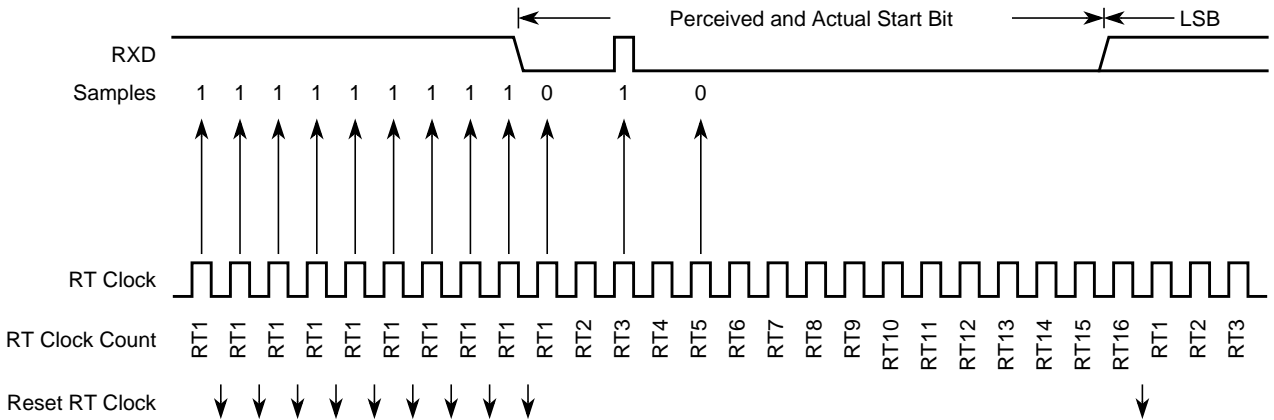 Perceived and Actual Start Bit LSB
RXD
Samples 1 1 1 1 1 1 1 1 1 0 1 0
RT Clock
RT Clock Count RT1 RT1 RT1 RT1 RT1 RT1 RT1 RT1 RT1 RT1 RT2 RT3 RT4 RT5 RT6 RT7 RT8 RT9 RT10 RT11 RT12 RT13 RT14 RT15 RT16 RT1 RT2 RT3
Reset RT Clock